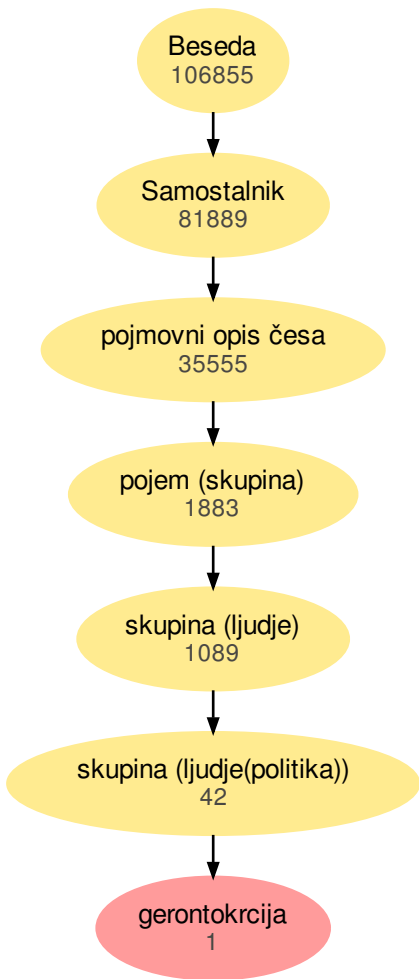 Beseda
106855
Samostalnik
81889
pojmovni opis česa
35555
pojem (skupina)
1883
skupina (ljudje)
1089
skupina (ljudje(politika))
42
gerontokrcija
1